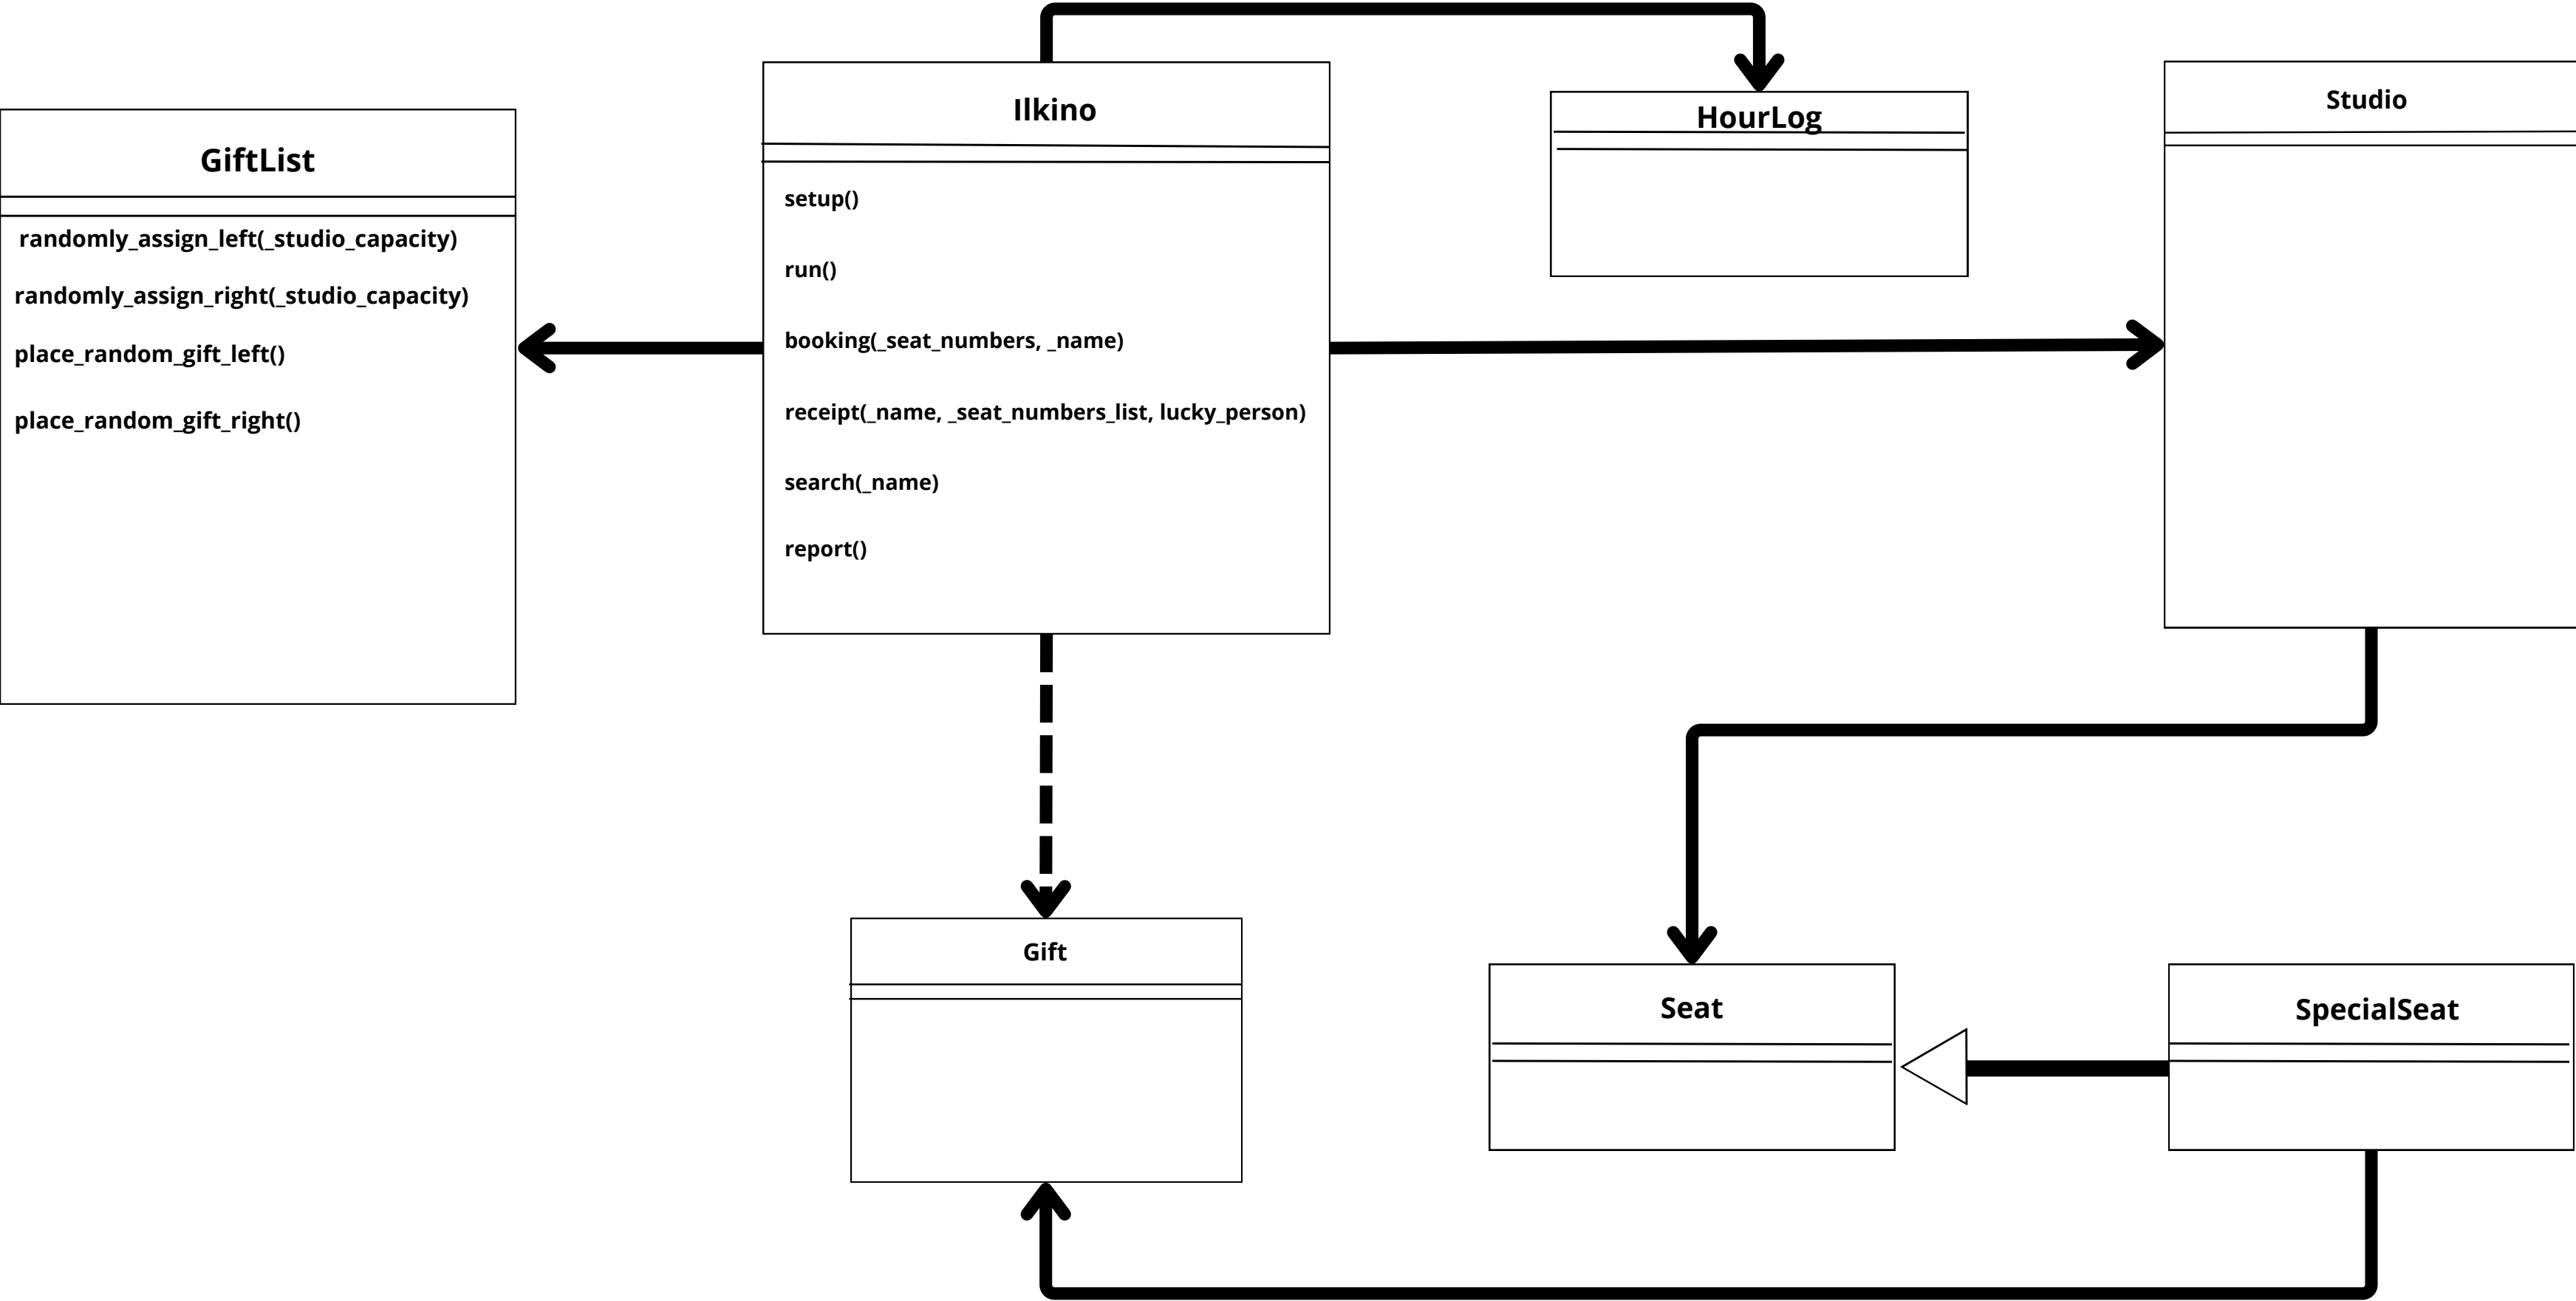 GiftList
randomly_assign_left(_studio_capacity)
randomly_assign_right(_studio_capacity)
place_random_gift_left()
place_random_gift_right()
Ilkino
setup()
run()
booking(_seat_numbers, _name)
receipt(_name, _seat_numbers_list, lucky_person)
search(_name)
report()
HourLog
Studio
Gift
Seat
SpecialSeat